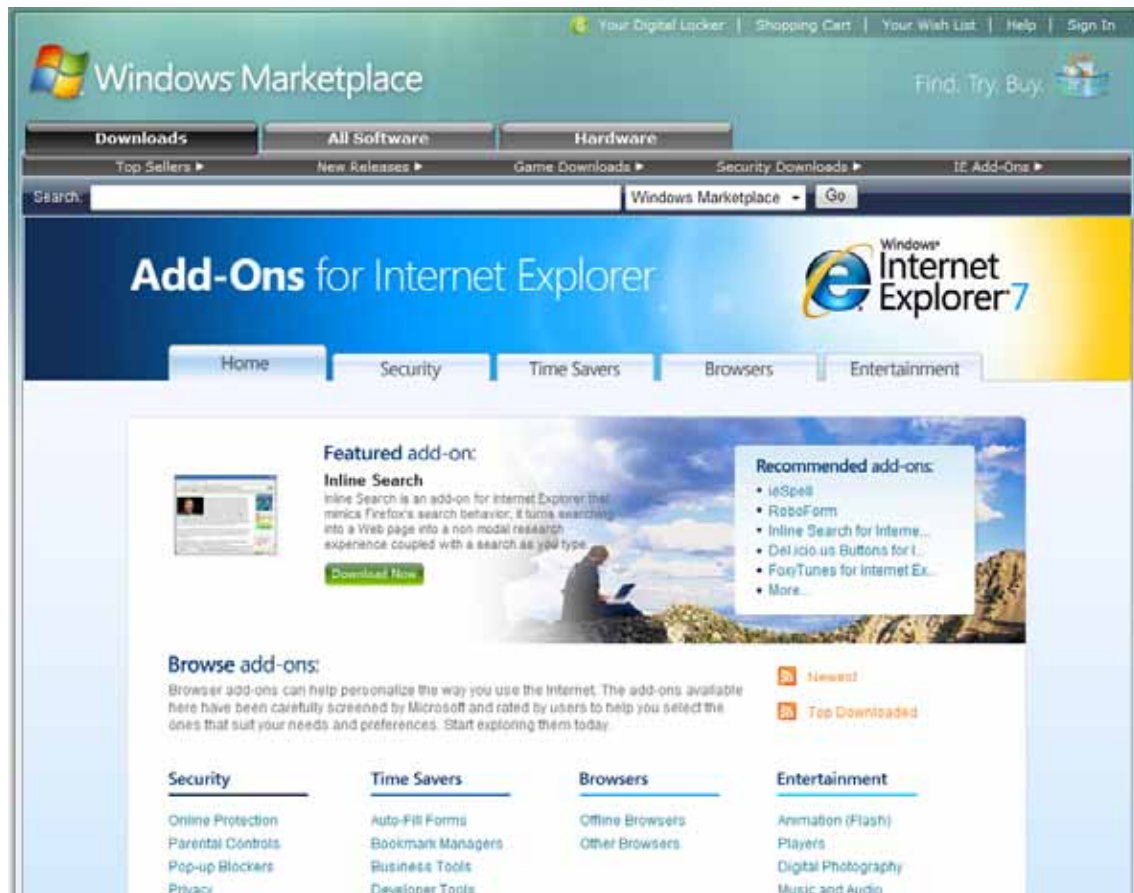 Your Digital Locker | Shopping Cart | Your Wish List | Help | Sign In
Windows Marketplace
Find. Try. Buy.
Downloads All Software Hardware
Top Sellers New Releases Game Downloads Security Downloads IE Add-Ons
Search: Windows Marketplace Go
Add-Ons for Internet Explorer
Windows
Internet
Explorer 7
Home Security Time Savers Browsers Entertainment
Featured add-on:
Inline Search
Inline Search is an add-on for Internet Explorer that
mimics Firefox's search behavior, it turns searching
into a Web page into a non modal research
experience coupled with a search as you type.
Download Now
Recommended add-ons:
• ieSpell
• RoboForm
• Inline Search for Interne...
• Del.icio.us Buttons for I...
• FoxyTunes for Internet Ex...
• More...
Browse add-ons:
Browser add-ons can help personalize the way you use the Internet. The add-ons available
here have been carefully screened by Microsoft and rated by users to help you select the
ones that suit your needs and preferences. Start exploring them today.
Newest
Top Downloaded
Security
Online Protection
Parental Controls
Pop-up Blockers
Privacy
Time Savers
Auto-Fill Forms
Bookmark Managers
Business Tools
Developer Tools
Browsers
Offline Browsers
Other Browsers
Entertainment
Animation (Flash)
Players
Digital Photography
Music and Audio